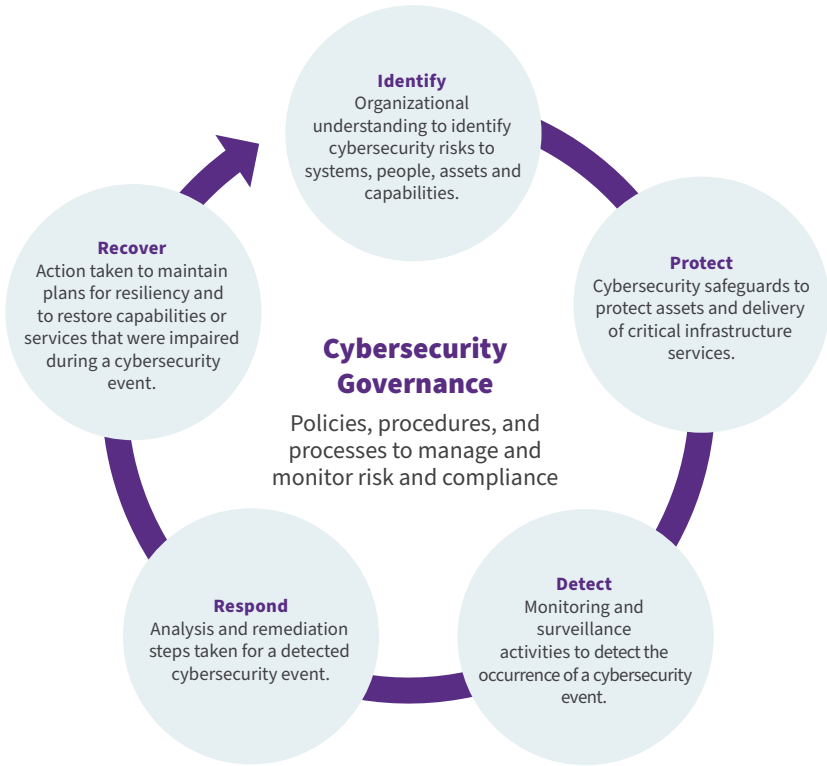 Identify
Organizational
understanding to identify
cybersecurity risks to
systems, people, assets and
capabilities.
Protect
Cybersecurity safeguards to
protect assets and delivery
of critical infrastructure
services.
Detect
Monitoring and
surveillance
activities to detect the
occurrence of a cybersecurity
event.
Respond
Analysis and remediation
steps taken for a detected
cybersecurity event.
Recover
Action taken to maintain
plans for resiliency and
to restore capabilities or
services that were impaired
during a cybersecurity
event.
Cybersecurity
Governance
Policies, procedures, and
processes to manage and
monitor risk and compliance